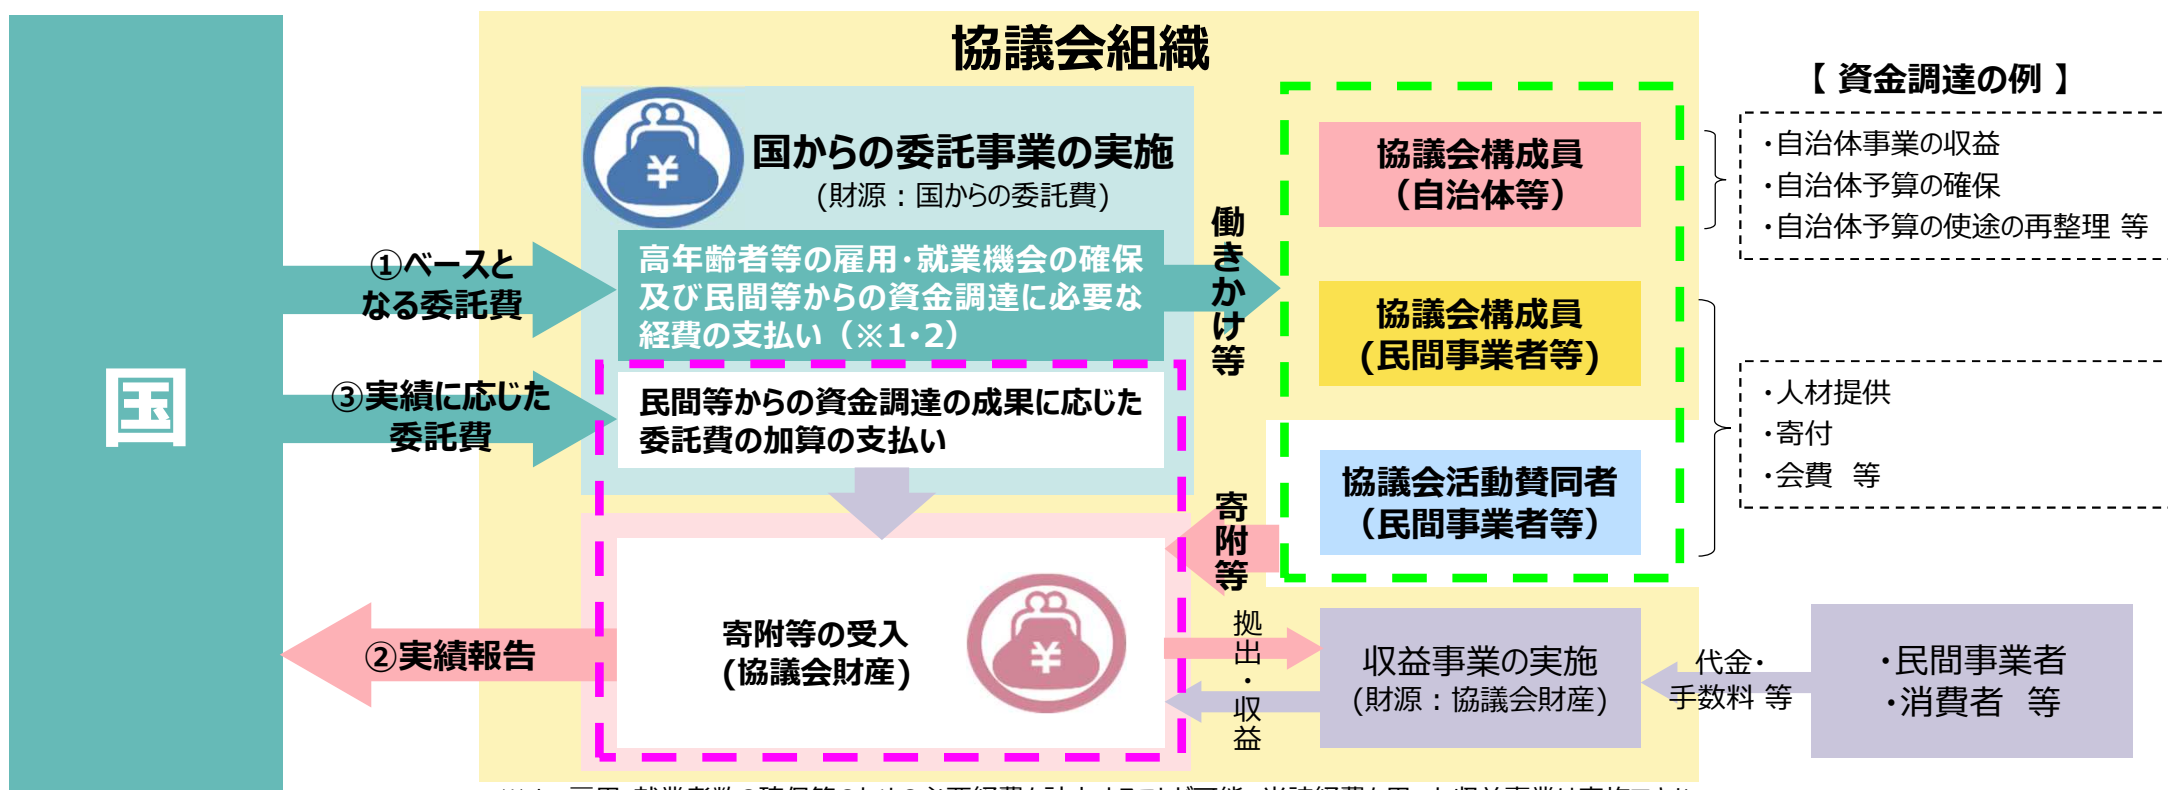 協議会組織
国からの委託事業の実施
(財源：国からの委託費)
①ベースと
なる委託費
高年齢者等の雇用・就業機会の確保
及び民間等からの資金調達に必要な
経費の支払い（※1・2）
働きかけ等
国
③実績に応じた
委託費
民間等からの資金調達の成果に応じた
委託費の加算の支払い
協議会構成員
（自治体等）
協議会構成員
(民間事業者等)
協議会活動賛同者
（民間事業者等）
【 資金調達の例 】
・自治体事業の収益
・自治体予算の確保
・自治体予算の使途の再整理 等
・人材提供
・寄付
・会費 等
寄附等
②実績報告
寄附等の受入
(協議会財産)
拠出・収益
収益事業の実施
(財源：協議会財産)
代金・
手数料 等
・民間事業者
・消費者 等